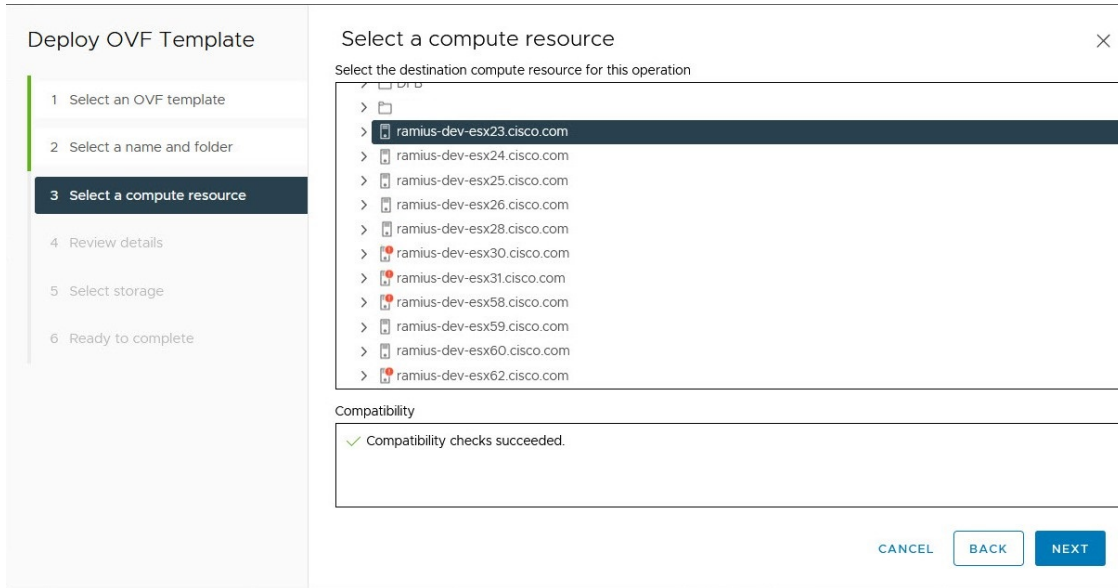 Deploy OVF Template
1 Select an OVF template
2 Select a name and folder
3 Select a compute resource
4 Review details
5 Select storage
6 Ready to complete
Select a compute resource
Select the destination compute resource for this operation
ramius-dev-esx23.cisco.com
ramius-dev-esx24.cisco.com
ramius-dev-esx25.cisco.com
ramius-dev-esx26.cisco.com
ramius-dev-esx28.cisco.com
ramius-dev-esx30.cisco.com
ramius-dev-esx31.cisco.com
ramius-dev-esx58.cisco.com
ramius-dev-esx59.cisco.com
ramius-dev-esx60.cisco.com
ramius-dev-esx62.cisco.com
Compatibility
Compatibility checks succeeded.
CANCEL BACK NEXT